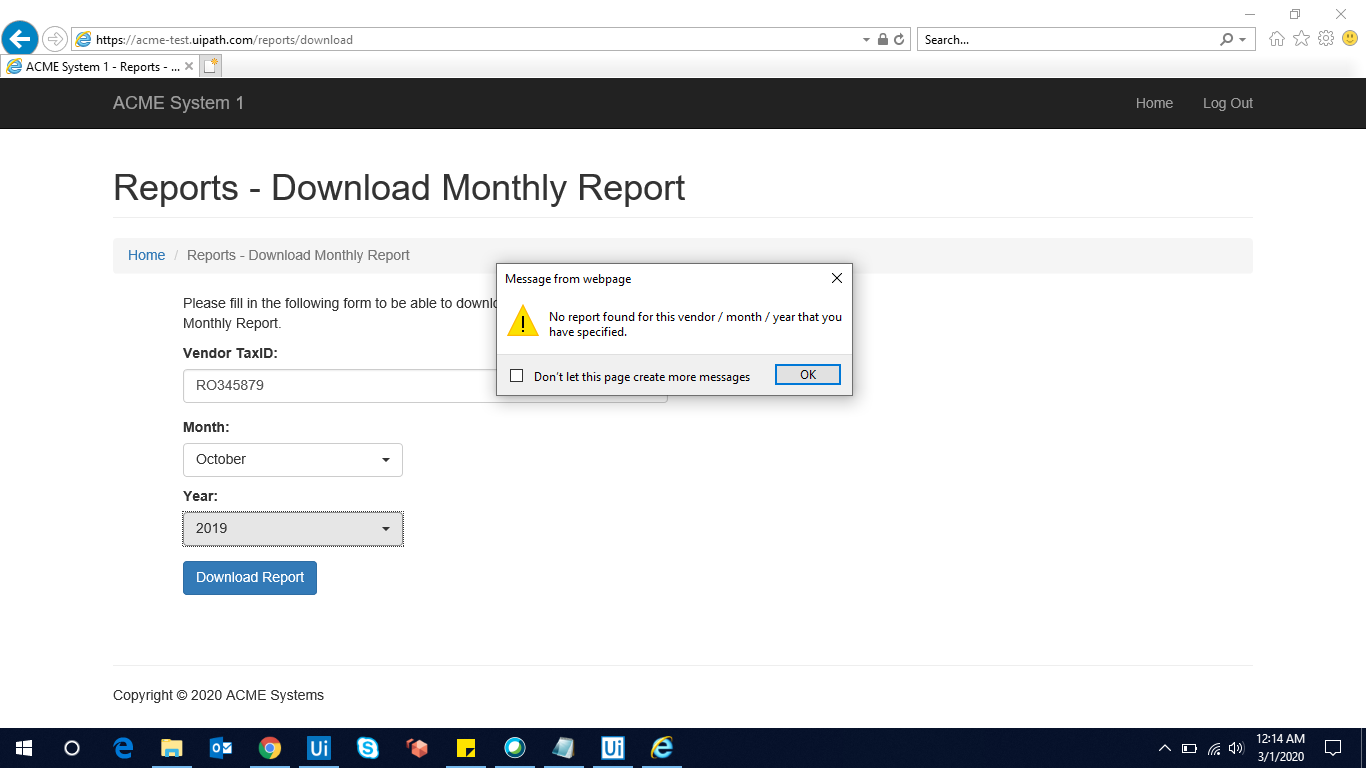 https://acme-test.uipath.com/reports/download
Search...
ACME System 1 - Reports - ...
ACME System 1
Home
Log Out
Reports - Download Monthly Report
Home / Reports - Download Monthly Report
Please fill in the following form to be able to downl
Monthly Report.
Vendor TaxID:
RO345879
Message from webpage
No report found for this vendor / month / year that you
have specified.
Don't let this page create more messages
OK
Month:
October
Year:
2019
Download Report
Copyright © 2020 ACME Systems
Ui
Ui
12:14 AM
3/1/2020